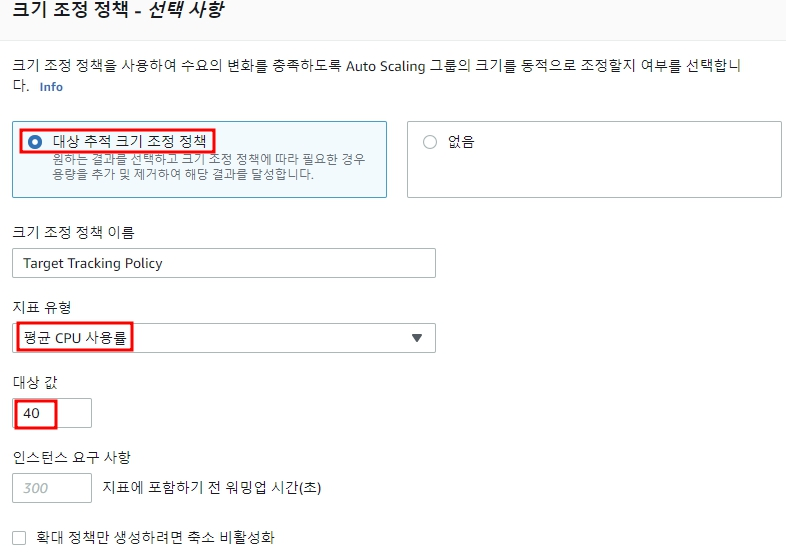 크기 조정 정책 - 선택 사항
크기 조정 정책을 사용하여 수요의 변화를 충족하도록 Auto Scaling 그룹의 크기를 동적으로 조정할지 여부를 선택합니
다. Info
대상 추적 크기 조정 정책
원하는 결과를 선택하고 크기 조정 정책에 따라 필요한 경우
용량을 추가 및 제거하여 해당 결과를 달성합니다.
없음
크기 조정 정책 이름
Target Tracking Policy
지표 유형
평균 CPU 사용률
대상 값
40
인스턴스 요구 사항
300 지표에 포함하기 전 워밍업 시간(초)
확대 정책만 생성하려면 축소 비활성화